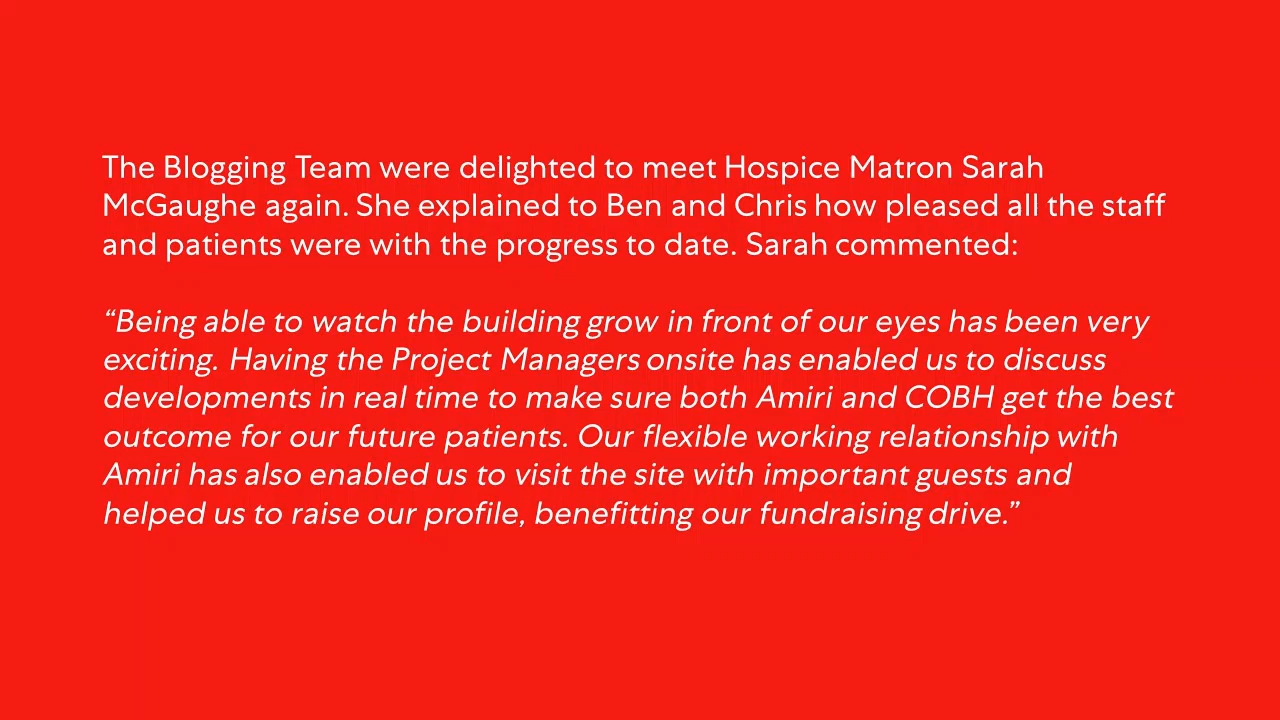 The Blogging Team were delighted to meet Hospice Matron Sarah
McGaughe again. She explained to Ben and Chris how pleased all the staff
and patients were with the progress to date. Sarah commented:
“Being able to watch the building grow in front of our eyes has been very
exciting. Having the Project Managers onsite has enabled us to discuss
developments in real time to make sure both Amiri and COBH get the best
outcome for our future patients. Our flexible working relationship with
Amiri has also enabled us to visit the site with important guests and
helped us to raise our profile, benefitting our fundraising drive.”